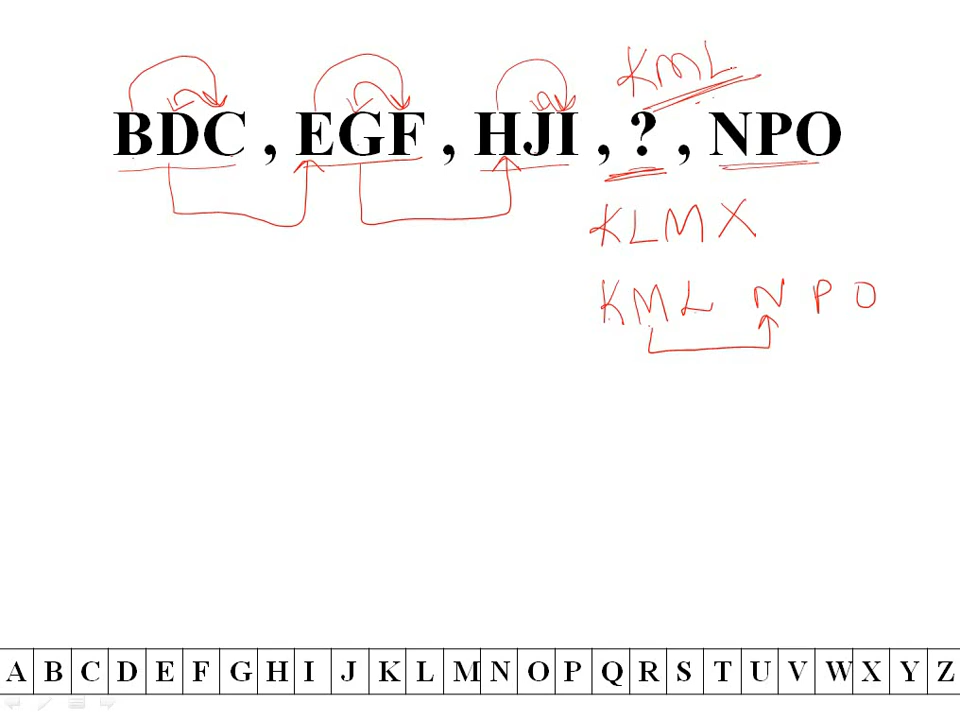 KML
BDC , EGF , HJI , ? , NPO
KLMX
KML NPO
A B C D E F G H I J K L M N O P Q R S T U V W X Y Z